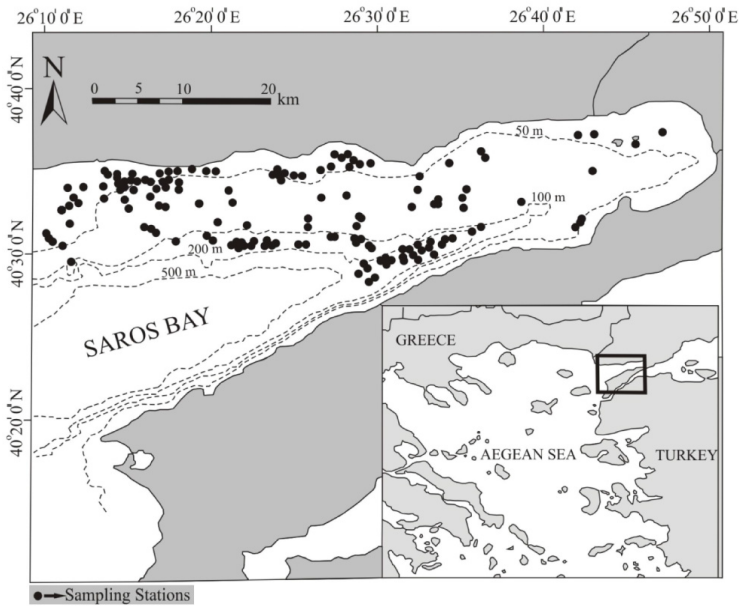 26°10'0"E 26°20'0"E 26°30'0"E 26°40'0"E 26°50'0"E
40°40'0"N
40°30'0"N
40°20'0"N
N
0 5 10 20
km
50 m
100 m
200 m
500 m
SAROS BAY
GREECE
AEGEAN SEA
TURKEY
Sampling Stations